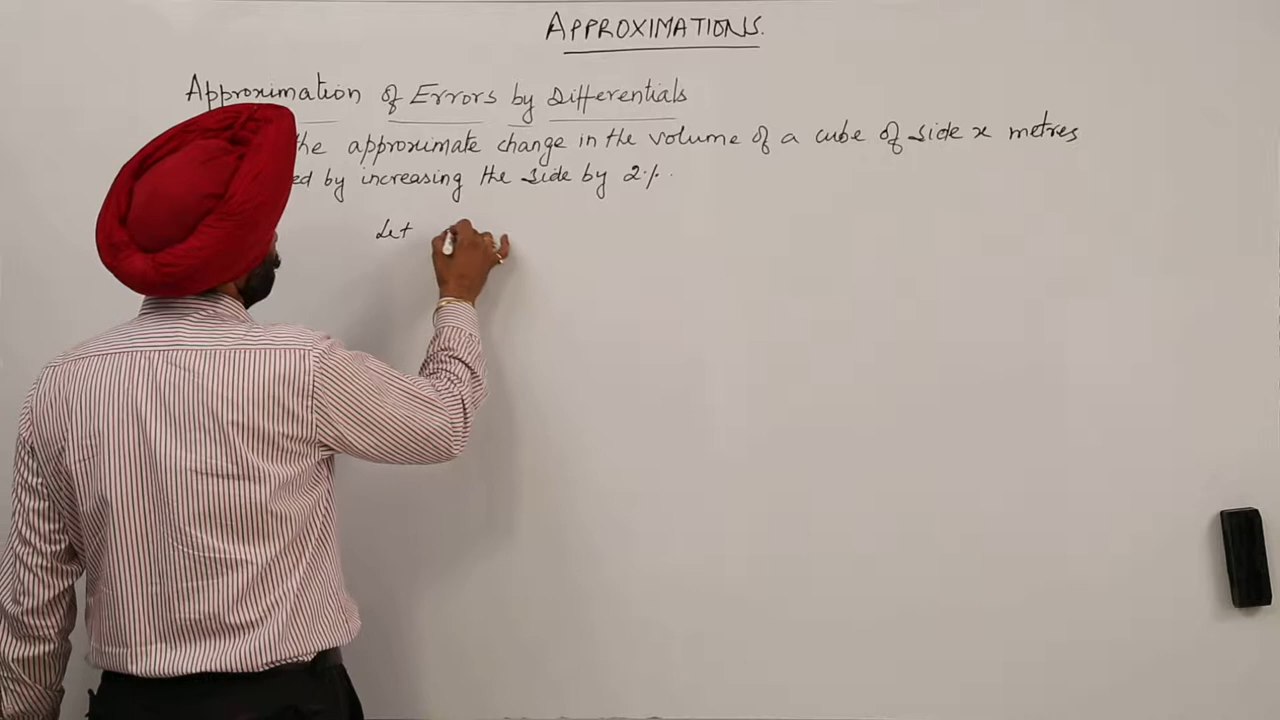 APPROXIMATIONS.
Approximation of Errors by Differentials
the approximate change in the volume of a cube of side x metres
by increasing the side by 2%.
Let